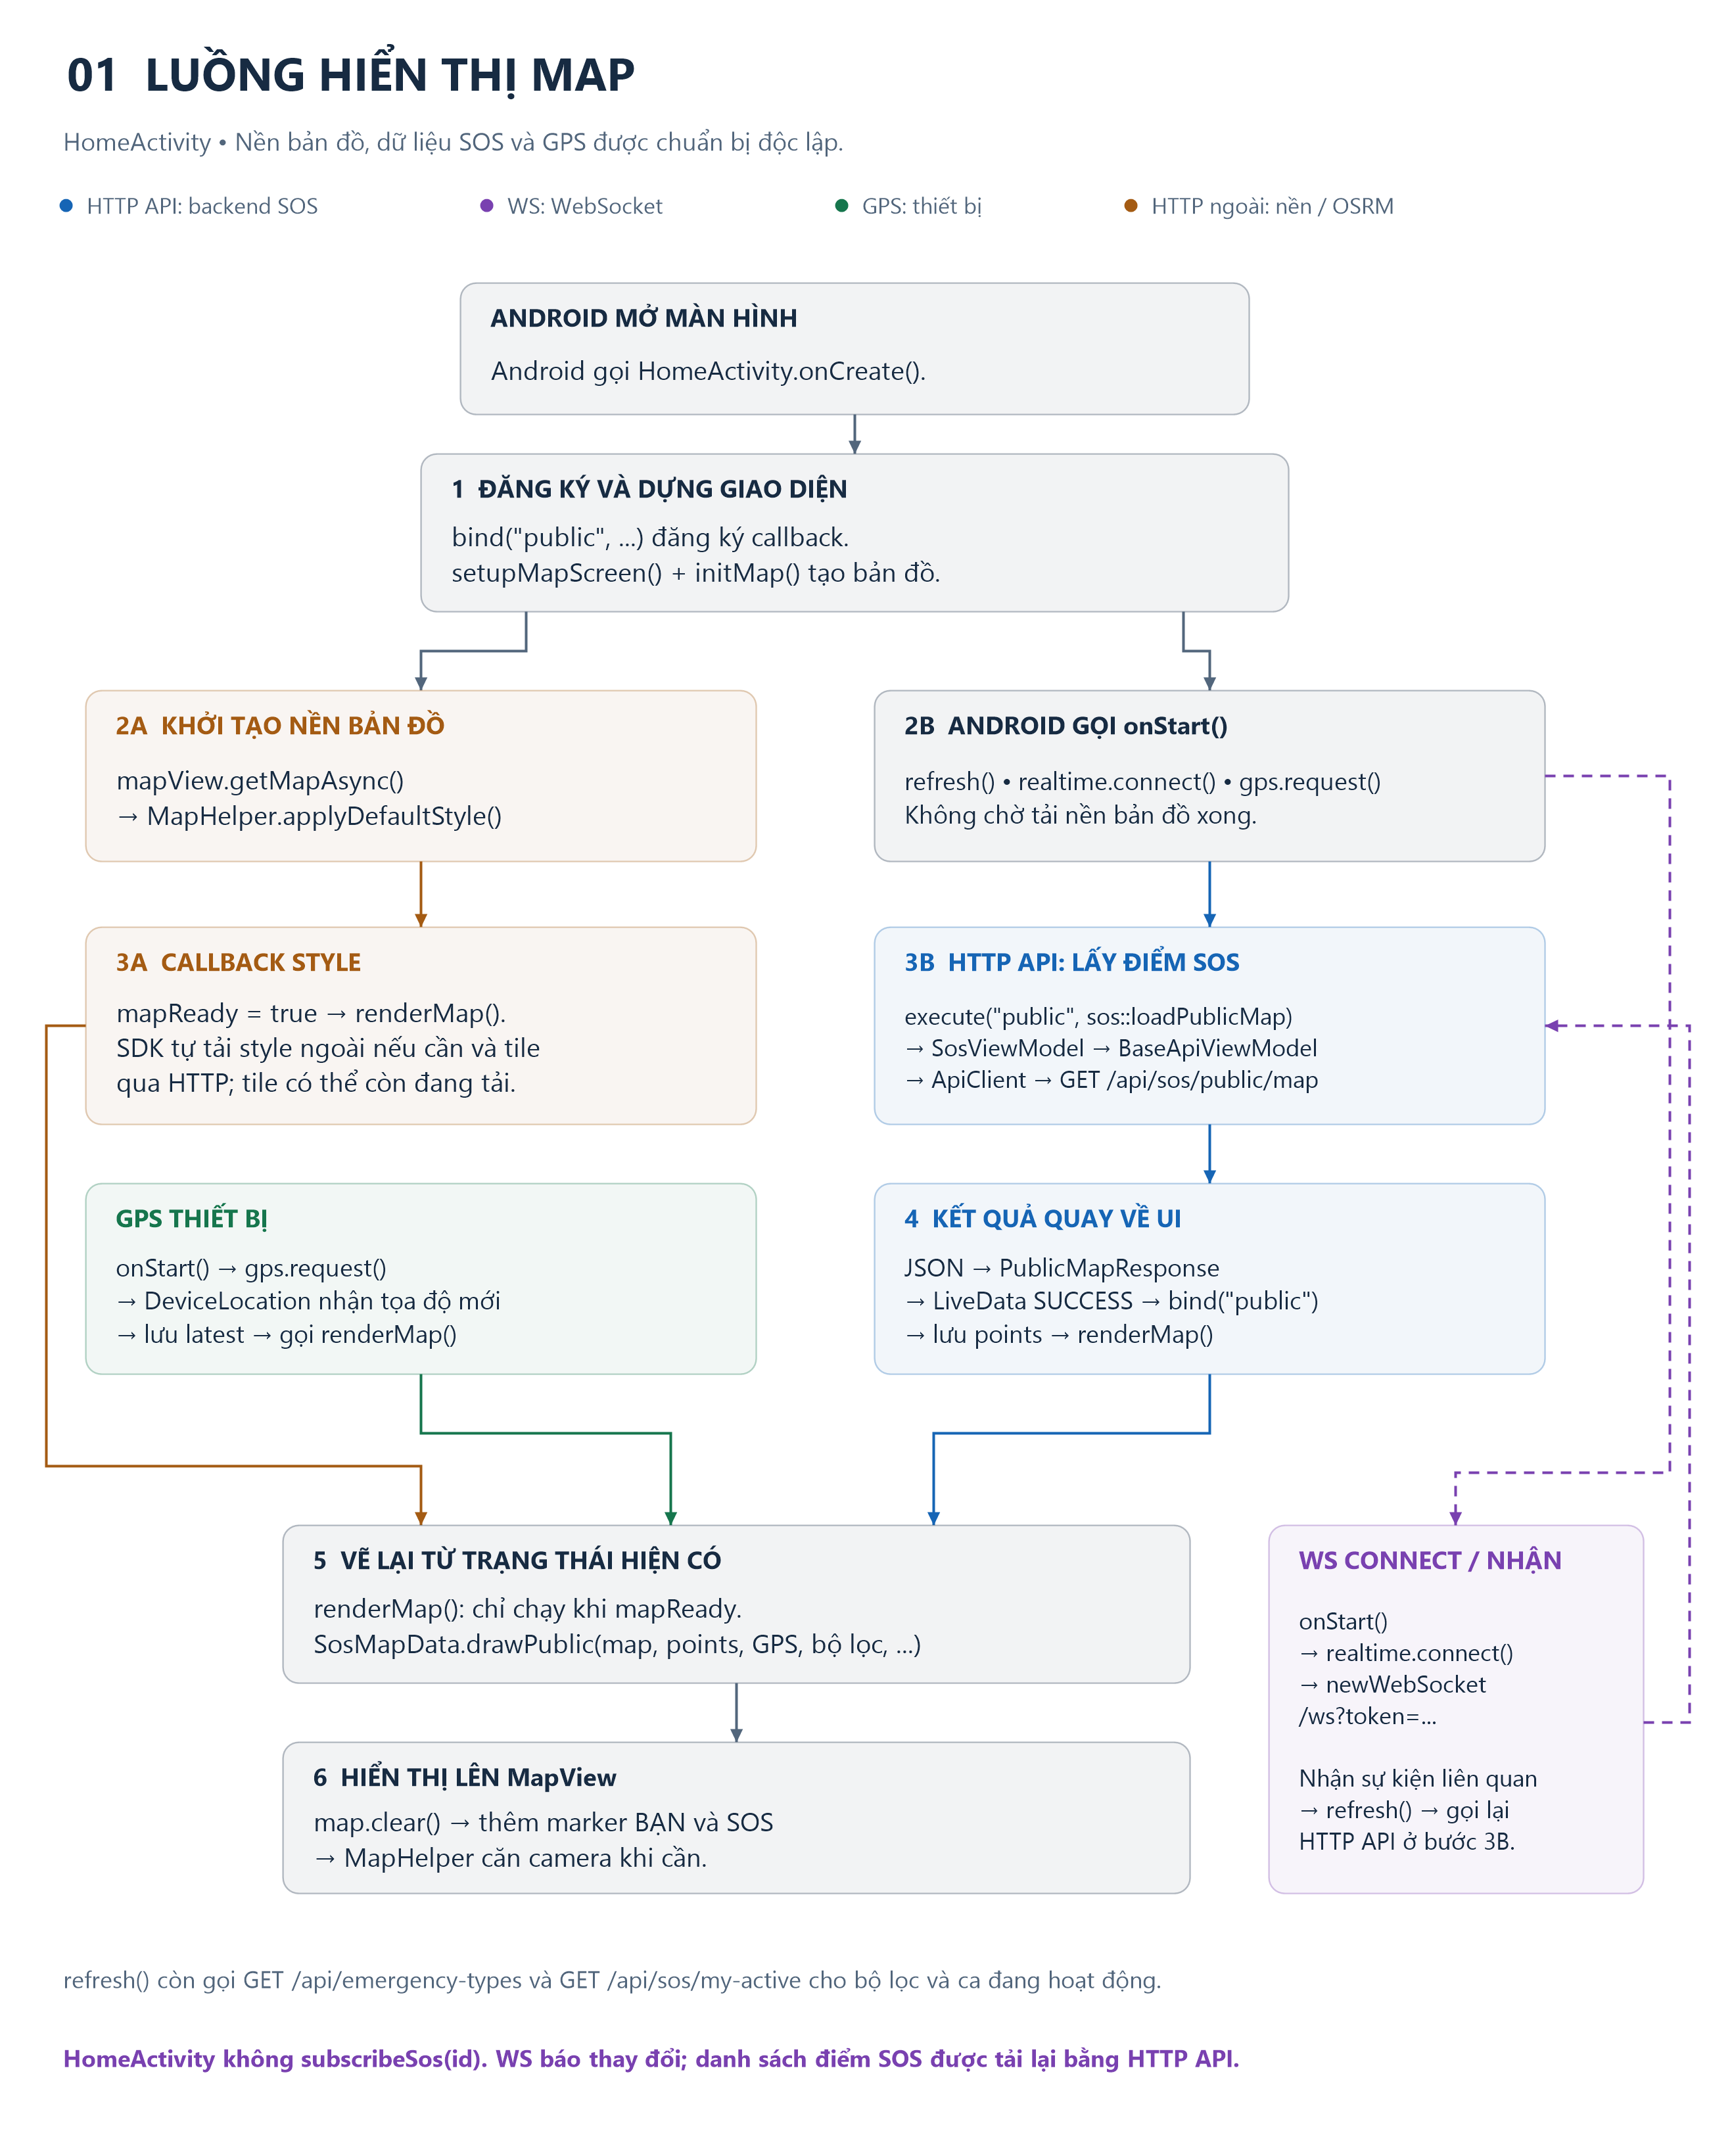 01 LUỒNG HIỂN THỊ MAP
HomeActivity • Nền bản đồ, dữ liệu SOS và GPS được chuẩn bị độc lập.
HTTP API: backend SOS
WS: WebSocket
GPS: thiết bị
HTTP ngoài: nền / OSRM
ANDROID MỞ MÀN HÌNH
Android gọi HomeActivity.onCreate().
1 ĐĂNG KÝ VÀ DỰNG GIAO DIỆN
bind("public", ...) đăng ký callback.
setupMapScreen() + initMap() tạo bản đồ.
2A KHỞI TẠO NỀN BẢN ĐỒ
mapView.getMapAsync()
→ MapHelper.applyDefaultStyle()
2B ANDROID GỌI onStart()
refresh() • realtime.connect() • gps.request()
Không chờ tải nền bản đồ xong.
3A CALLBACK STYLE
mapReady = true → renderMap().
SDK tự tải style ngoài nếu cần và tile
qua HTTP; tile có thể còn đang tải.
3B HTTP API: LẤY ĐIỂM SOS
execute("public", sos::loadPublicMap)
→ SosViewModel → BaseApiViewModel
→ ApiClient → GET /api/sos/public/map
GPS THIẾT BỊ
onStart() → gps.request()
→ DeviceLocation nhận tọa độ mới
→ lưu latest → gọi renderMap()
4 KẾT QUẢ QUAY VỀ UI
JSON → PublicMapResponse
→ LiveData SUCCESS → bind("public")
→ lưu points → renderMap()
5 VẼ LẠI TỪ TRẠNG THÁI HIỆN CÓ
renderMap(): chỉ chạy khi mapReady.
SosMapData.drawPublic(map, points, GPS, bộ lọc, ...)
6 HIỂN THỊ LÊN MapView
map.clear() → thêm marker BẠN và SOS
→ MapHelper căn camera khi cần.
WS CONNECT / NHẬN
onStart()
→ realtime.connect()
→ newWebSocket
/ws?token=...
Nhận sự kiện liên quan
→ refresh() → gọi lại
HTTP API ở bước 3B.
refresh() còn gọi GET /api/emergency-types và GET /api/sos/my-active cho bộ lọc và ca đang hoạt động.
HomeActivity không subscribeSos(id). WS báo thay đổi; danh sách điểm SOS được tải lại bằng HTTP API.